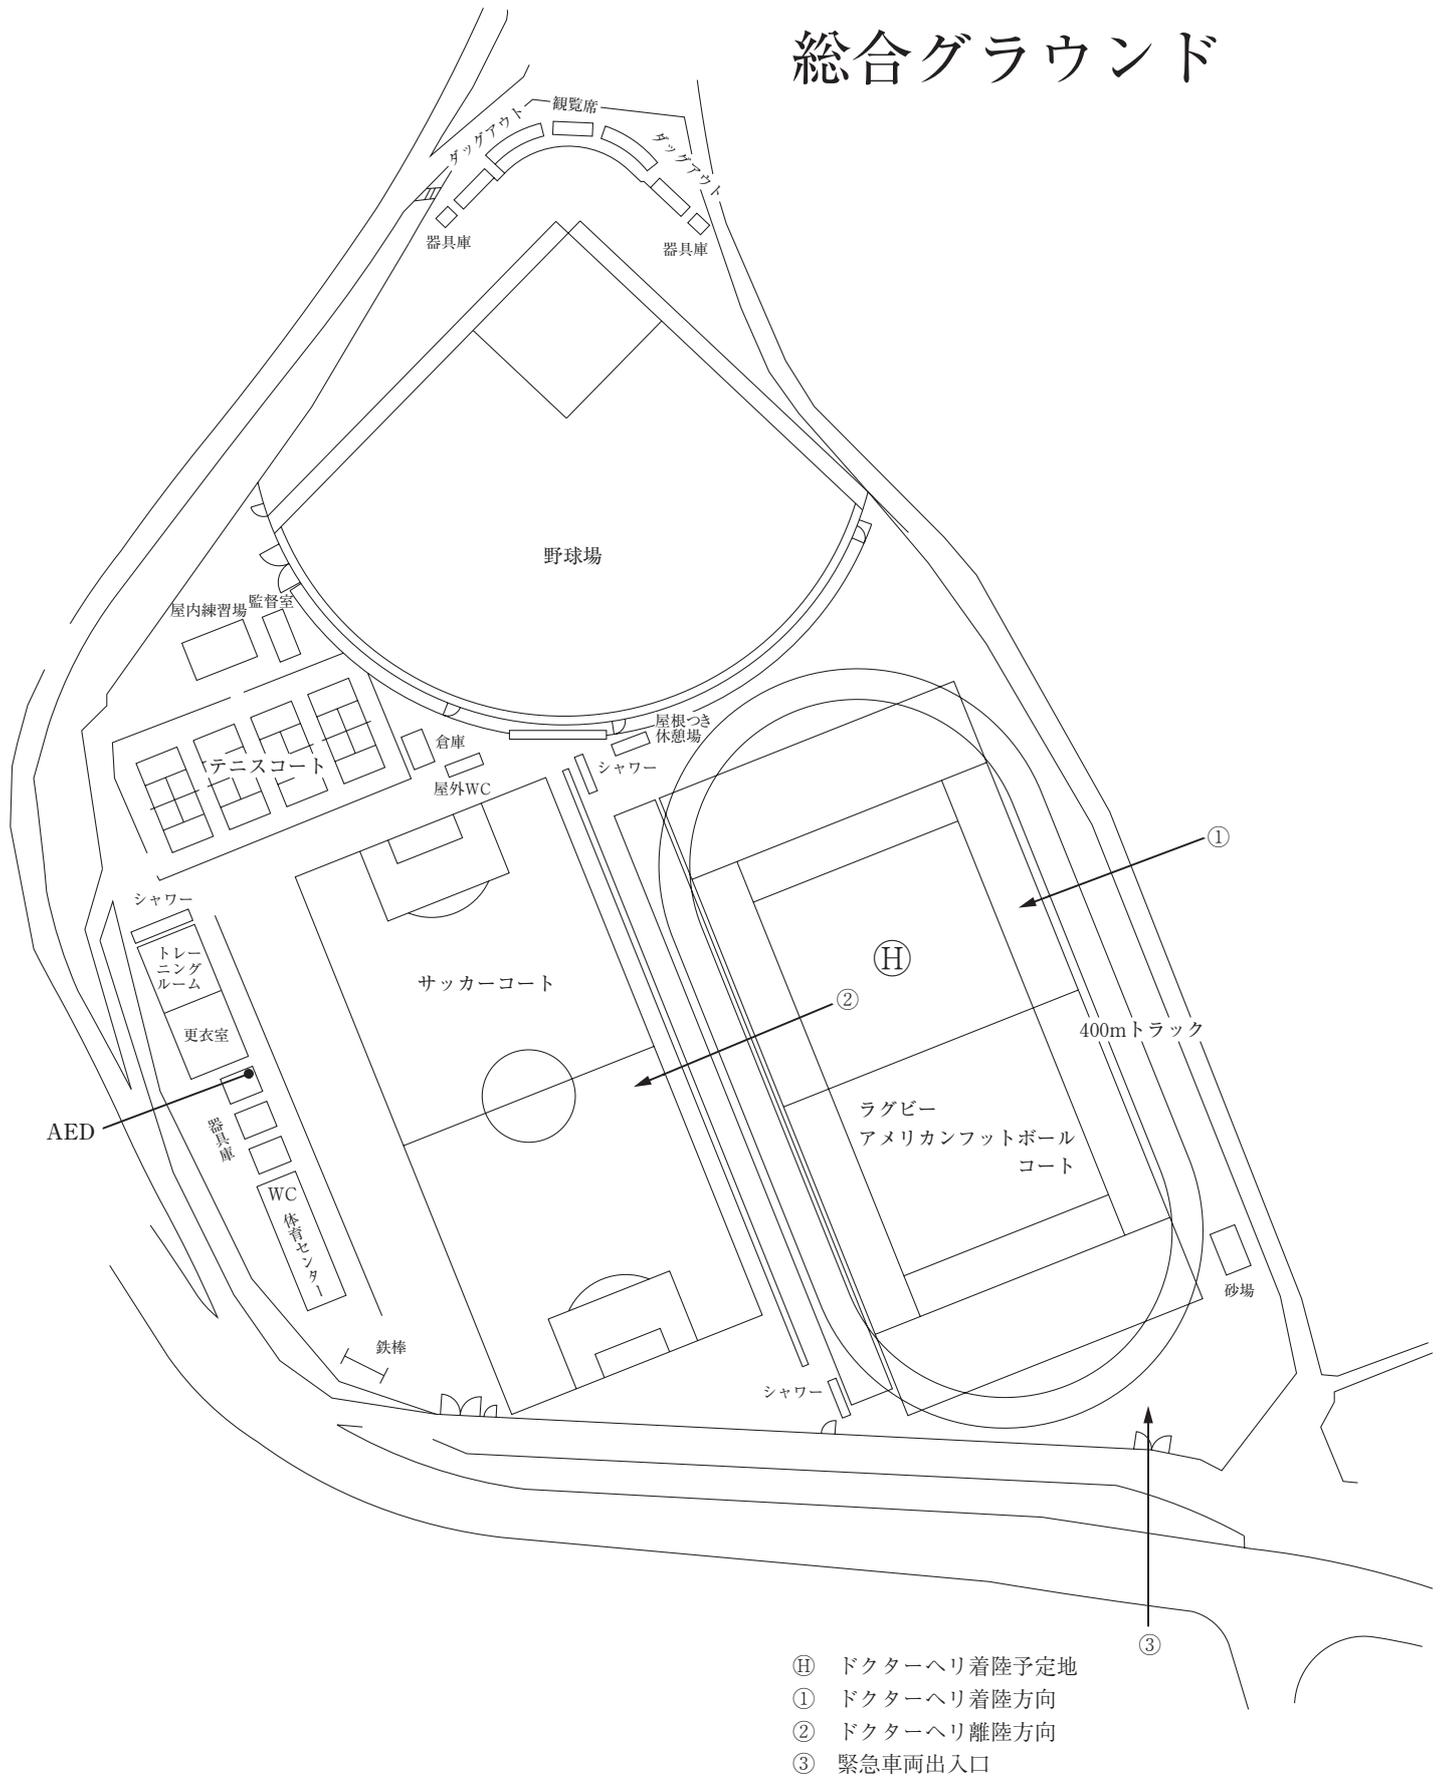 総合グラウンド
観覧席
ダッグアウト
ダッグアウト
器具庫
器具庫
野球場
屋内練習場
監督室
屋根つき
休憩場
倉庫
シャワー
テニスコート
屋外WC
①
シャワー
トレー
ニング
ルーム
サッカーコート
Ⓗ
②
更衣室
400mトラック
AED
器具庫
ラグビー
アメリカンフットボール
コート
WC
体育センター
砂場
鉄棒
シャワー
③
Ⓗ ドクターヘリ着陸予定地
① ドクターヘリ着陸方向
② ドクターヘリ離陸方向
③ 緊急車両出入口